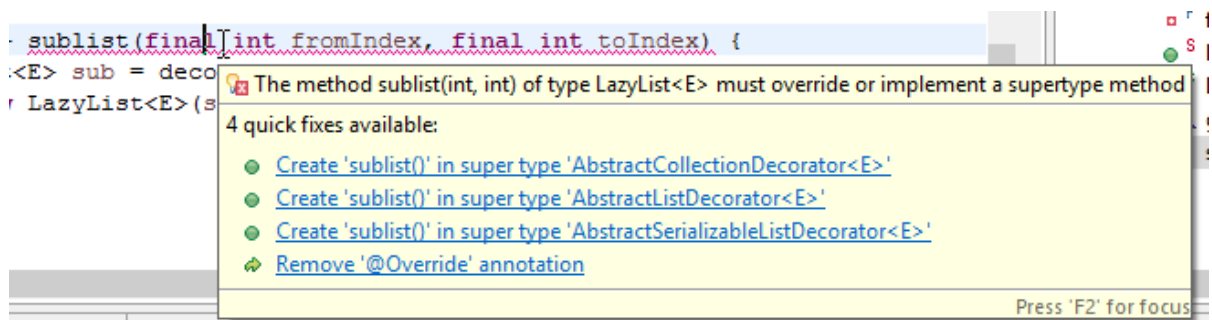 sublist(final int fromIndex, final int toIndex) {
<E> sub = deco
LazyList<E>(s
The method sublist(int, int) of type LazyList<E> must override or implement a supertype method
4 quick fixes available:
Create 'sublist()' in super type 'AbstractCollectionDecorator<E>'
Create 'sublist()' in super type 'AbstractListDecorator<E>'
Create 'sublist()' in super type 'AbstractSerializableListDecorator<E>'
Remove '@Override' annotation
Press 'F2' for focus